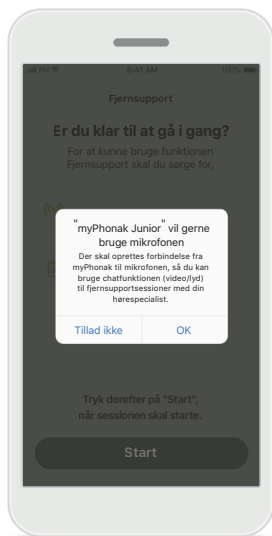 PH 9:41 AM 100%
Fjernsupport
Er du klar til at gå i gang?
For at kunne bruge funktionen
Fjernsupport skal du sørge for,
"myPhonak Junior" vil gerne
bruge mikrofonen
Der skal oprettes forbindelse fra
myPhonak til mikrofonen, så du kan
bruge chatfunktionen (video/lyd)
til fjernsupportsessioner med din
hørespecialist.
Tillad ikke OK
Tryk derefter på "Start",
når sessionen skal starte.
Start